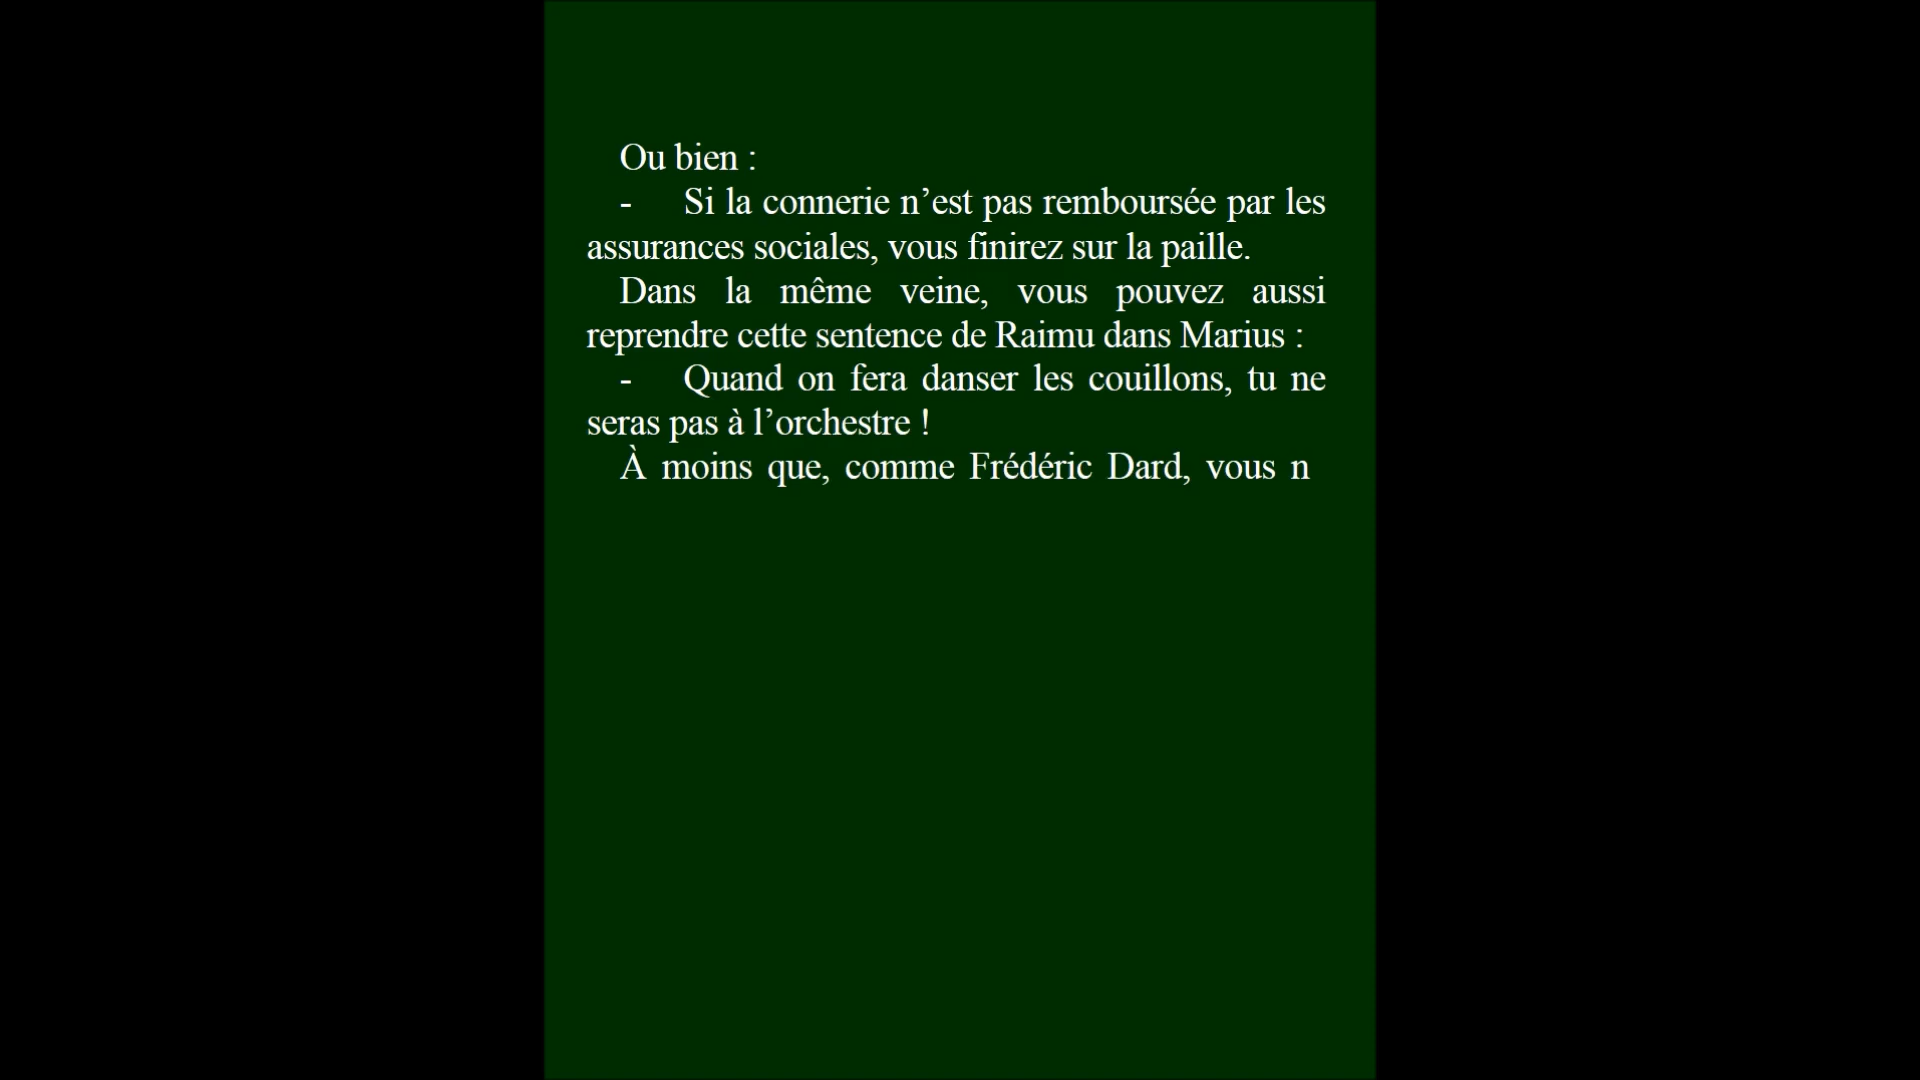 Ou bien :
- Si la connerie n’est pas remboursée par les
assurances sociales, vous finirez sur la paille.
Dans la même veine, vous pouvez aussi
reprendre cette sentence de Raimu dans Marius :
- Quand on fera danser les couillons, tu ne
seras pas à l’orchestre !
À moins que, comme Frédéric Dard, vous n